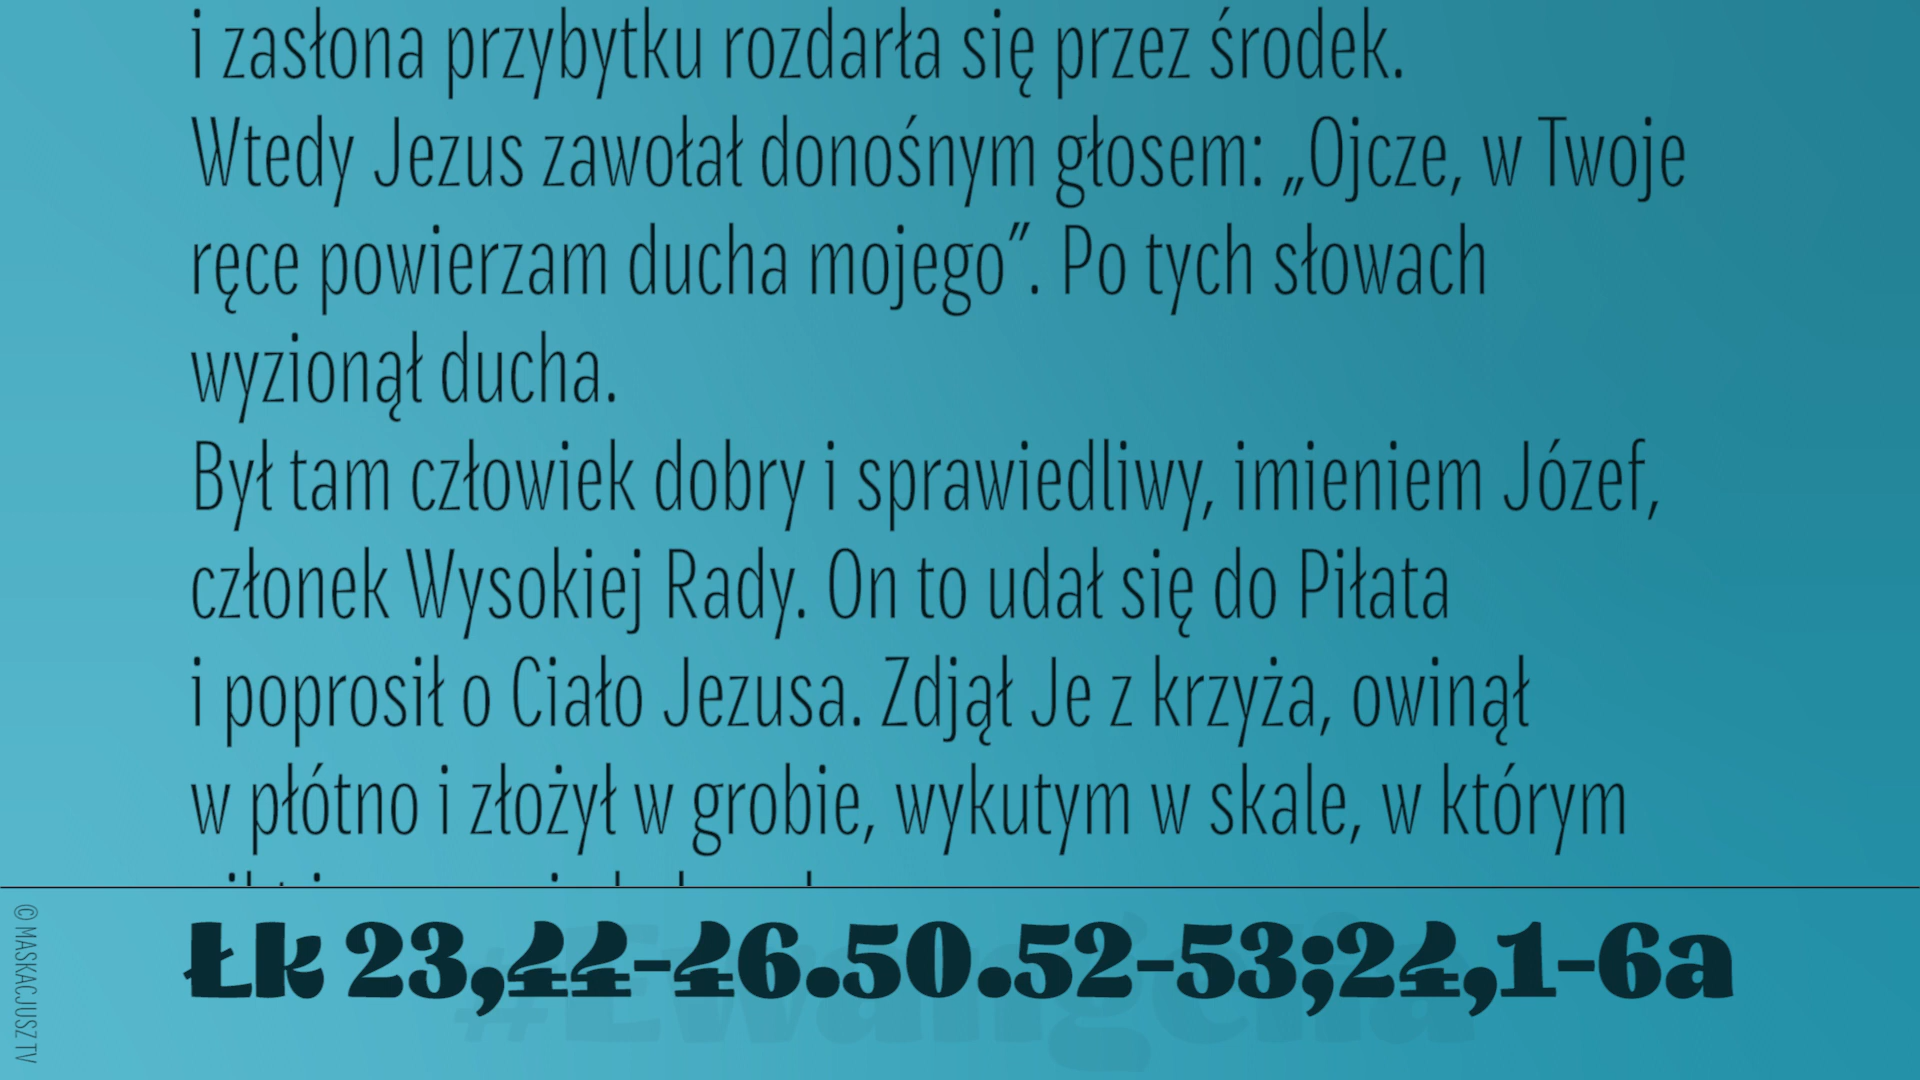 i zasłona przybytku rozdarła się przez środek.
Wtedy Jezus zawołał donośnym głosem: „Ojcze, w Twoje
ręce powierzam ducha mojego”. Po tych słowach
wyzionął ducha.
Był tam człowiek dobry i sprawiedliwy, imieniem Józef,
członek Wysokiej Rady. On to udał się do Piłata
i poprosił o Ciało Jezusa. Zdjął Je z krzyża, owinął
w płótno i złożył w grobie, wykutym w skale, w którym
Łk 23,44-46.50.52-53;24,1-6a
#Ewangelia
© MASKACJUSZ TV